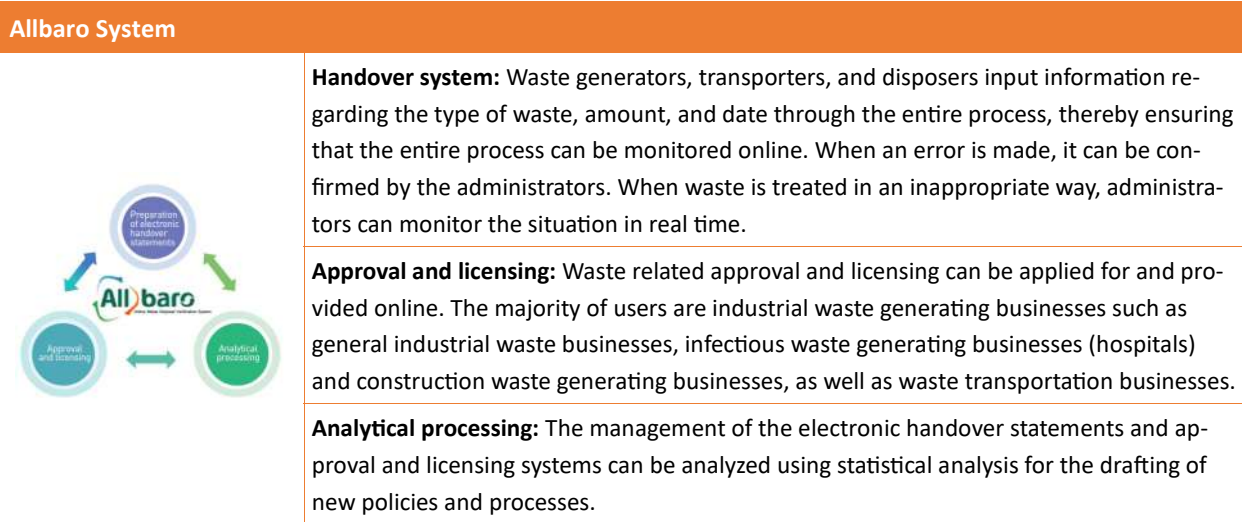 Allbaro System
Preparation
of electronic
handover
statements
All)baro
Approval
and licensing
Analytical
processing
Handover system: Waste generators, transporters, and disposers input information re-
garding the type of waste, amount, and date through the entire process, thereby ensuring
that the entire process can be monitored online. When an error is made, it can be con-
firmed by the administrators. When waste is treated in an inappropriate way, administra-
tors can monitor the situation in real time.
Approval and licensing: Waste related approval and licensing can be applied for and pro-
vided online. The majority of users are industrial waste generating businesses such as
general industrial waste businesses, infectious waste generating businesses (hospitals)
and construction waste generating businesses, as well as waste transportation businesses.
Analytical processing: The management of the electronic handover statements and ap-
proval and licensing systems can be analyzed using statistical analysis for the drafting of
new policies and processes.